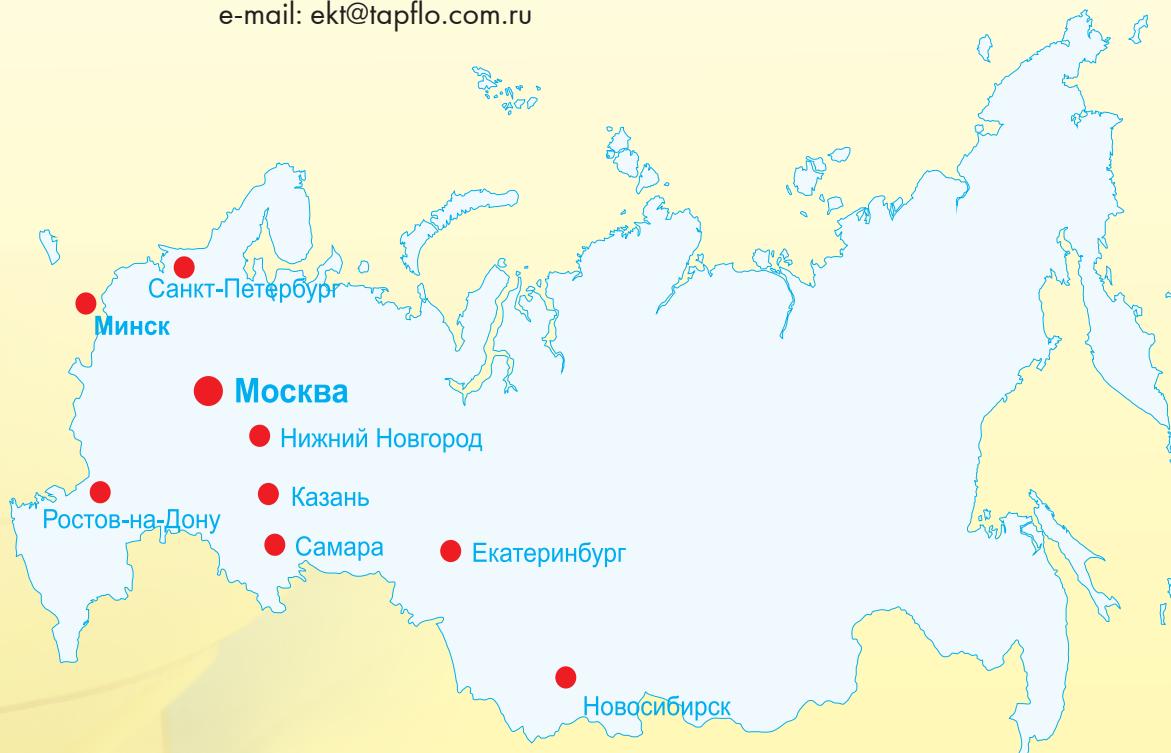 e-mail: ekt@tapflo.com.ru
Санкт-Петербург
Минск
Москва
Нижний Новгород
Казань
Ростов-на-Дону
Самара
Екатеринбург
Новосибирск